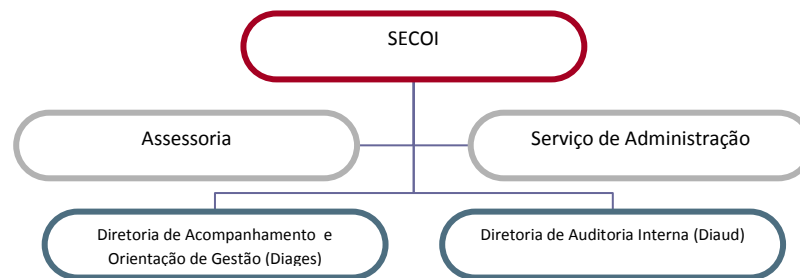 SECOI
Assessoria
Serviço de Administração
Diretoria de Acompanhamento e
Orientação de Gestão (Diages)
Diretoria de Auditoria Interna (Diaud)